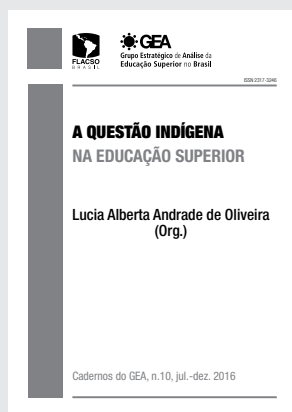 FLACSO
BRASIL
GEA
Grupo Estratégico de Análise da
Educação Superior no Brasil
ISSN 2317-3246
A QUESTÃO INDÍGENA
NA EDUCAÇÃO SUPERIOR
Lucia Alberta Andrade de Oliveira
(Org.)
Cadernos do GEA, n.10, jul.-dez. 2016